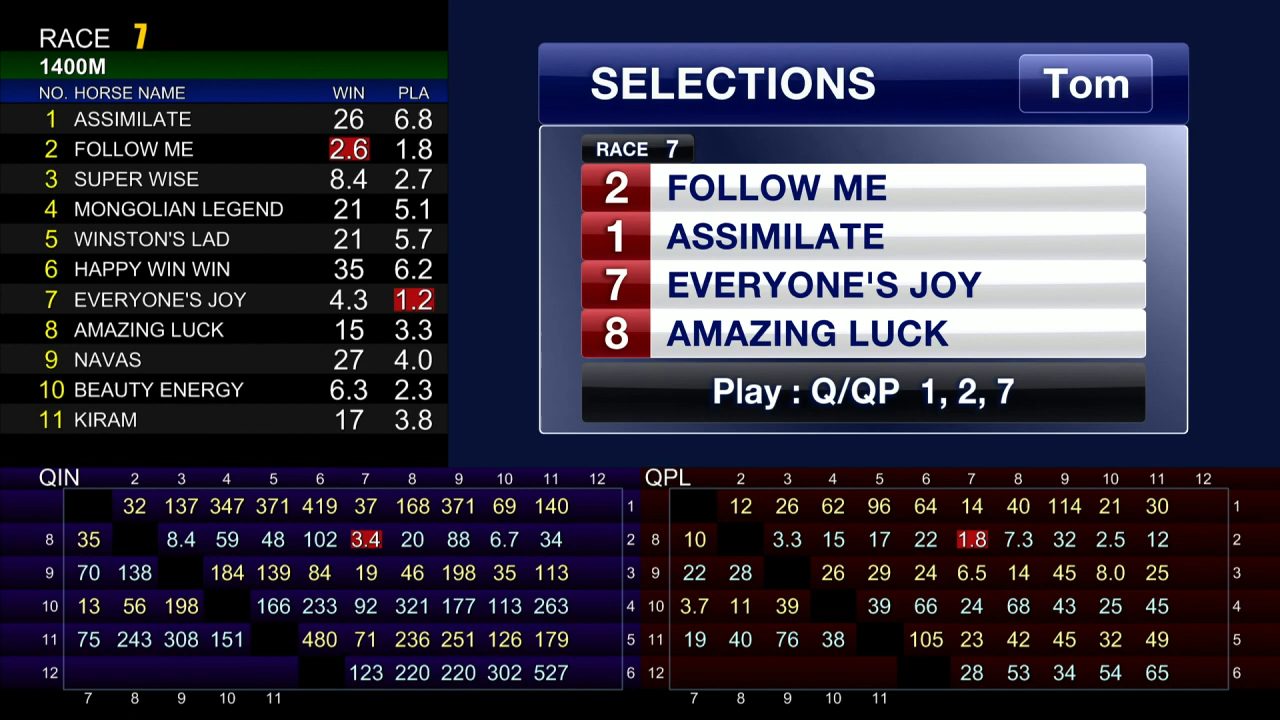 RACE 7
1400M
NO. HORSE NAME WIN PLA
1 ASSIMILATE 26 6.8
2 FOLLOW ME 2.6 1.8
3 SUPER WISE 8.4 2.7
4 MONGOLIAN LEGEND 21 5.1
5 WINSTON'S LAD 21 5.7
6 HAPPY WIN WIN 35 6.2
7 EVERYONE'S JOY 4.3 1.2
8 AMAZING LUCK 15 3.3
9 NAVAS 27 4.0
10 BEAUTY ENERGY 6.3 2.3
11 KIRAM 17 3.8
SELECTIONS Tom
RACE 7
2 FOLLOW ME
1 ASSIMILATE
7 EVERYONE'S JOY
8 AMAZING LUCK
Play : Q/QP 1, 2, 7
QIN 2 3 4 5 6 7 8 9 10 11 12
32 137 347 371 419 37 168 371 69 140 1
8 35 8.4 59 48 102 3.4 20 88 6.7 34 2
9 70 138 184 139 84 19 46 198 35 113 3
10 13 56 198 166 233 92 321 177 113 263 4
11 75 243 308 151 480 71 236 251 126 179 5
12 123 220 220 302 527 6
7 8 9 10 11
QPL 2 3 4 5 6 7 8 9 10 11 12
12 26 62 96 64 14 40 114 21 30 1
8 10 3.3 15 17 22 1.8 7.3 32 2.5 12 2
9 22 28 26 29 24 6.5 14 45 8.0 25 3
10 3.7 11 39 39 66 24 68 43 25 45 4
11 19 40 76 38 105 23 42 45 32 49 5
12 28 53 34 54 65 6
7 8 9 10 11